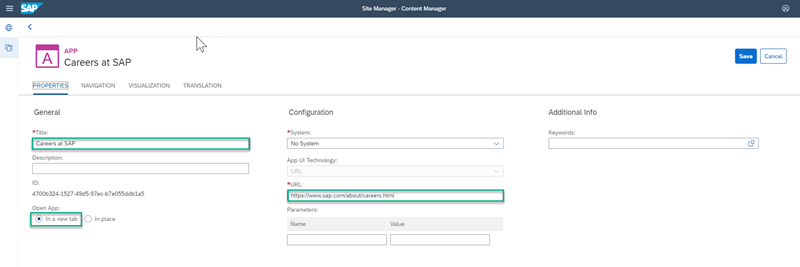 SAP
Site Manager - Content Manager
A
APP
Careers at SAP
Save
Cancel
PROPERTIES
NAVIGATION
VISUALIZATION
TRANSLATION
General
Configuration
Additional Info
*Title:
Careers at SAP
Description:
ID:
4700b324-1527-49d5-97ec-b7e055ddb1a5
Open App:
In a new tab
In place
*System:
No System
App UI Technology:
URL
*URL:
https://www.sap.com/about/careers.html
Parameters:
Name
Value
Keywords: